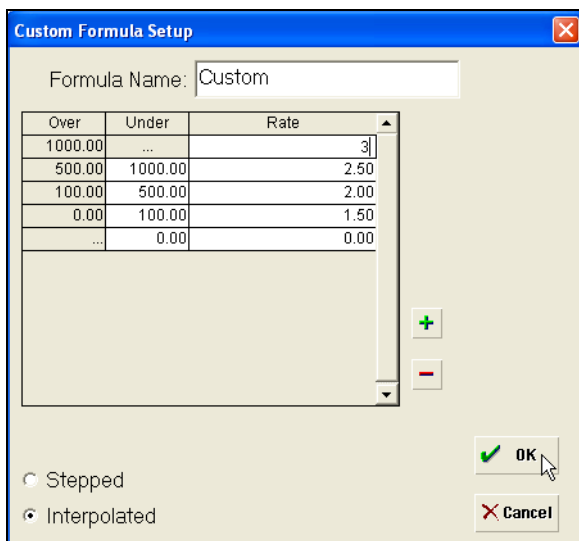 Custom Formula Setup
Formula Name: Custom
Over Under Rate
1000.00 ... 3
500.00 1000.00 2.50
100.00 500.00 2.00
0.00 100.00 1.50
... 0.00 0.00
OK
Stepped
Interpolated
Cancel